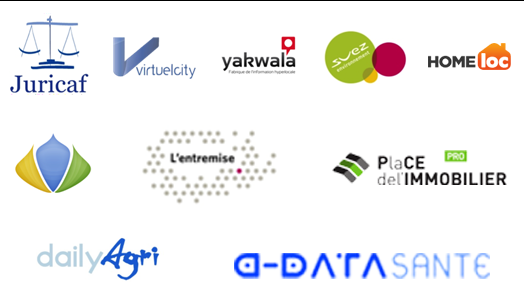 Juricaf
virtuelcity
yakwala
Fabrique de l'information hyperlocale
SUEZ
environnement
HOME loc
L'entremise
PlaCE PRO
del'IMMOBILIER
dailyAgri
a-DATA SANTE